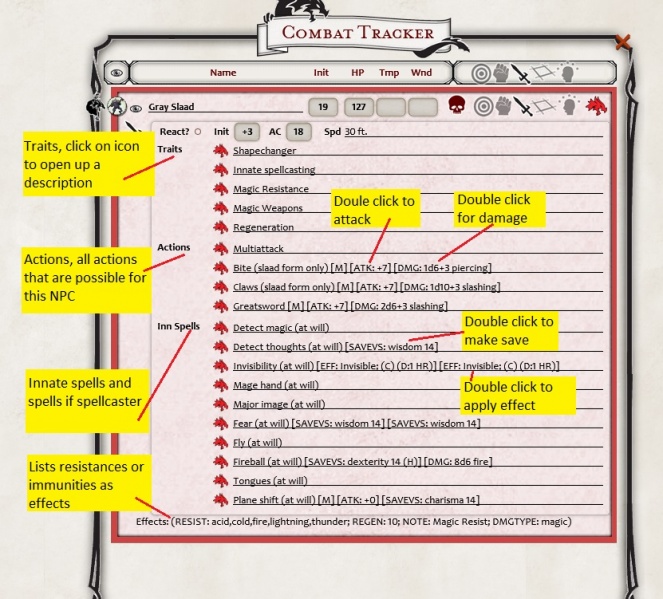 COMBAT TRACKER
Name Init HP Tmp Wnd
Gray Slaad 19 127
React? Init +3 AC 18 Spd 30 ft.
Traits, click on icon
to open up a
description
Traits
Shapechanger
Innate spellcasting
Magic Resistance
Magic Weapons
Regeneration
Doule click to
attack
Double click
for damage
Actions, all actions
that are possible for
this NPC
Actions
Multiattack
Bite (slaad form only) [M] [ATK: +7] [DMG: 1d6+3 piercing]
Claws (slaad form only) [M] [ATK: +7] [DMG: 1d10+3 slashing]
Greatsword [M] [ATK: +7] [DMG: 2d6+3 slashing]
Double click to
make save
Innate spells and
spells if spellcaster
Inn Spells
Detect magic (at will)
Detect thoughts (at will) [SAVEVS: wisdom 14]
Invisibility (at will) [EFF: Invisible; (C) (D:1 HR)] [EFF: Invisible; (C) (D:1 HR)]
Mage hand (at will)
Major image (at will)
Fear (at will) [SAVEVS: wisdom 14] [SAVEVS: wisdom 14]
Fly (at will)
Fireball (at will) [SAVEVS: dexterity 14 (H)] [DMG: 8d6 fire]
Tongues (at will)
Plane shift (at will) [M] [ATK: +0] [SAVEVS: charisma 14]
Double click to
apply effect
Lists resistances or
immunities as
effects
Effects: (RESIST: acid,cold,fire,lightning,thunder; REGEN: 10; NOTE: Magic Resist; DMGTYPE: magic)